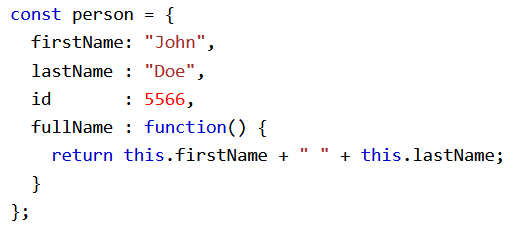 const person = {
  firstName: "John",
  lastName : "Doe",
  id       : 5566,
  fullName : function() {
    return this.firstName + " " + this.lastName;
  }
};